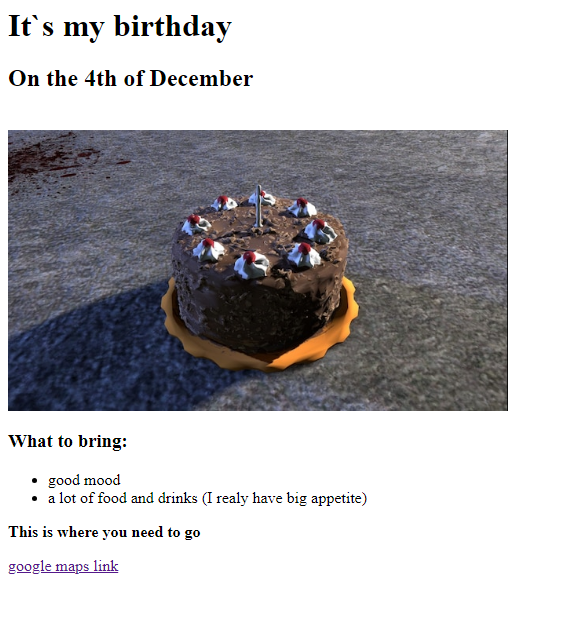 It`s my birthday
On the 4th of December
What to bring:
good mood
a lot of food and drinks (I realy have big appetite)
This is where you need to go
google maps link